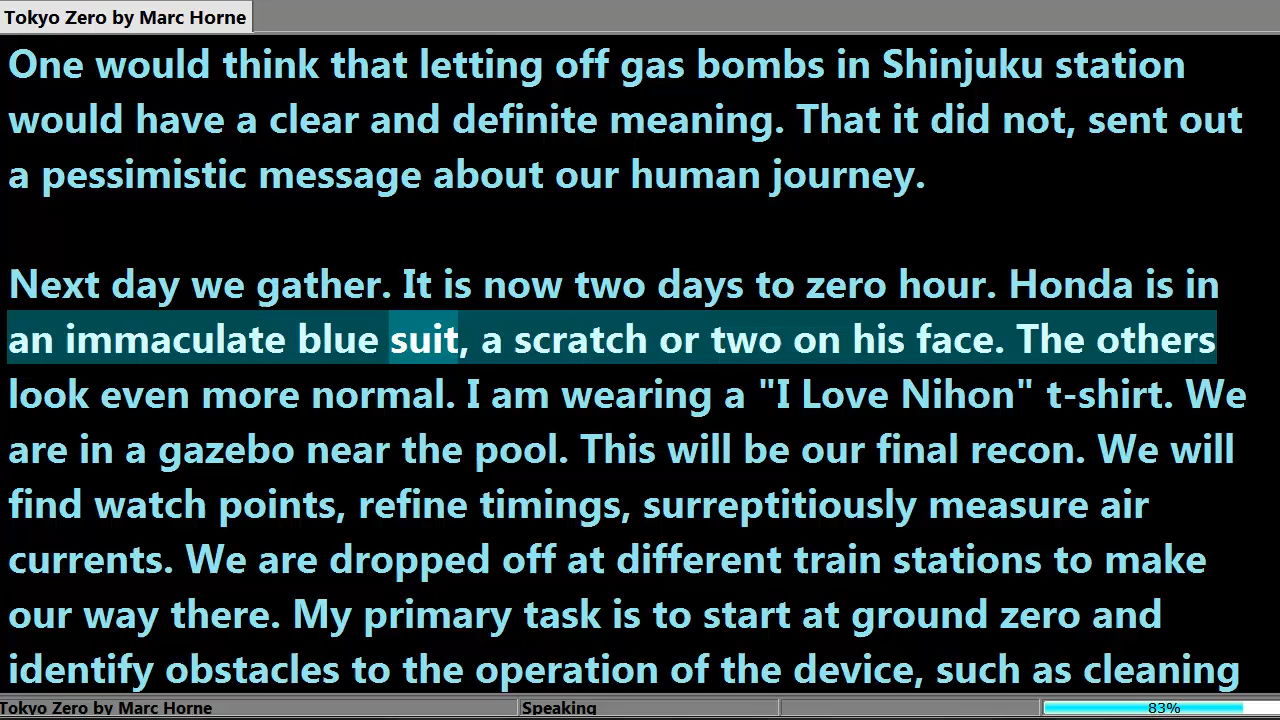 Tokyo Zero by Marc Horne
One would think that letting off gas bombs in Shinjuku station
would have a clear and definite meaning. That it did not, sent out
a pessimistic message about our human journey.
Next day we gather. It is now two days to zero hour. Honda is in
an immaculate blue suit, a scratch or two on his face. The others
look even more normal. I am wearing a "I Love Nihon" t-shirt. We
are in a gazebo near the pool. This will be our final recon. We will
find watch points, refine timings, surreptitiously measure air
currents. We are dropped off at different train stations to make
our way there. My primary task is to start at ground zero and
identify obstacles to the operation of the device, such as cleaning
Tokyo Zero by Marc Horne
Speaking
83%